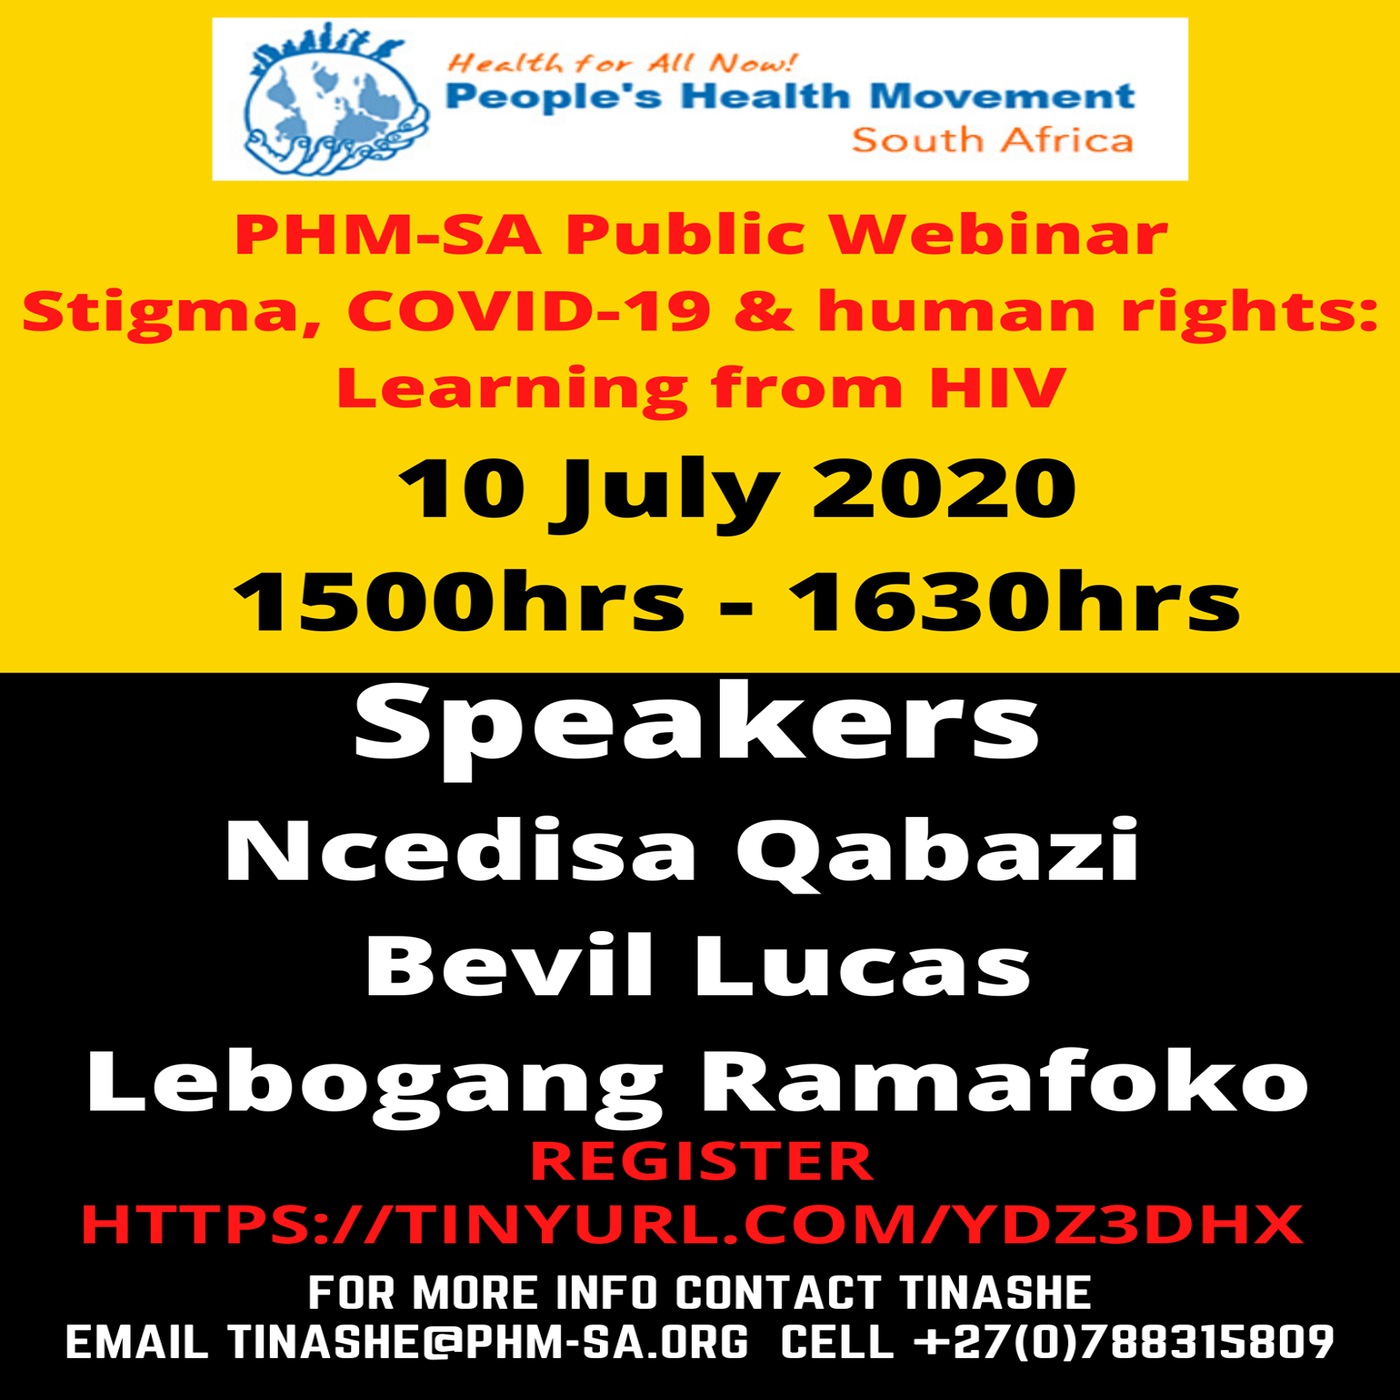 Health for All Now!
People's Health Movement
South Africa
PHM-SA Public Webinar
Stigma, COVID-19 & human rights:
Learning from HIV
10 July 2020
1500hrs - 1630hrs
Speakers
Ncedisa Qabazi
Bevil Lucas
Lebogang Ramafoko
REGISTER
HTTPS://TINYURL.COM/YDZ3DHX
FOR MORE INFO CONTACT TINASHE
EMAIL TINASHE@PHM-SA.ORG CELL +27(0)788315809